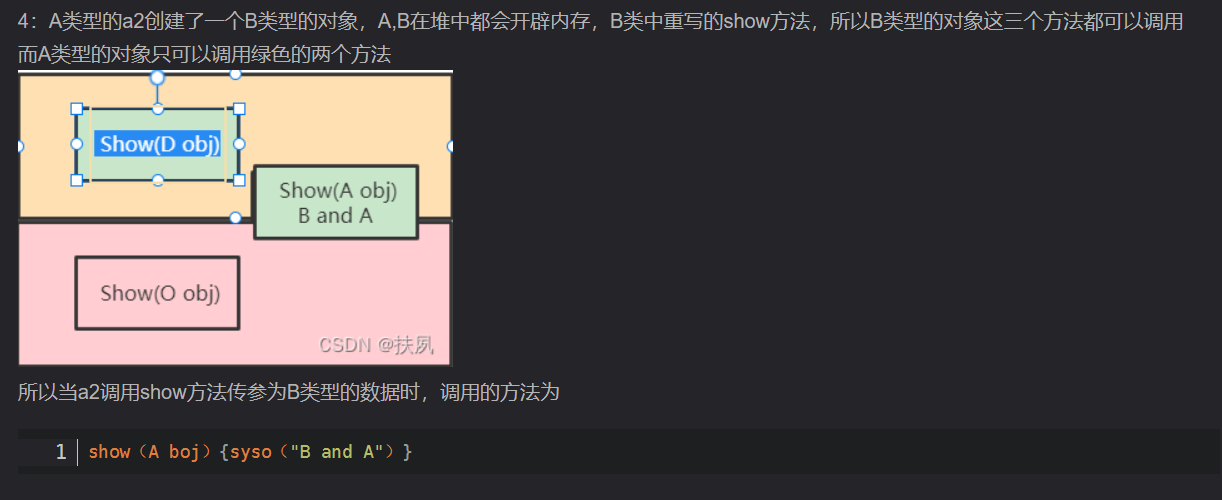 4：A类型的a2创建了一个B类型的对象，A,B在堆中都会开辟内存，B类中重写的show方法，所以B类型的对象这三个方法都可以调用
而A类型的对象只可以调用绿色的两个方法
Show(D obj)
Show(A obj)
B and A
Show(O obj)
CSDN @扶夙
所以当a2调用show方法传参为B类型的数据时，调用的方法为
1 show（A boj）{syso（"B and A"）}